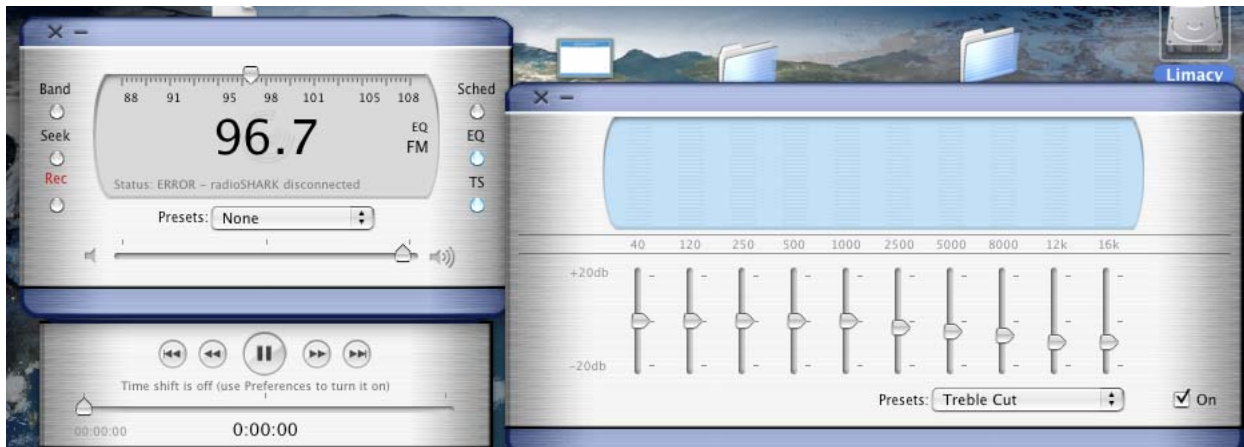 Limacy
Band
Seek
Rec
88 91 95 98 101 105 108
96.7
EQ
FM
Status: ERROR – radioSHARK disconnected
Sched
EQ
TS
Presets: None
Time shift is off (use Preferences to turn it on)
00:00:00 0:00:00
40 120 250 500 1000 2500 5000 8000 12k 16k
+20db
-20db
Presets: Treble Cut
On